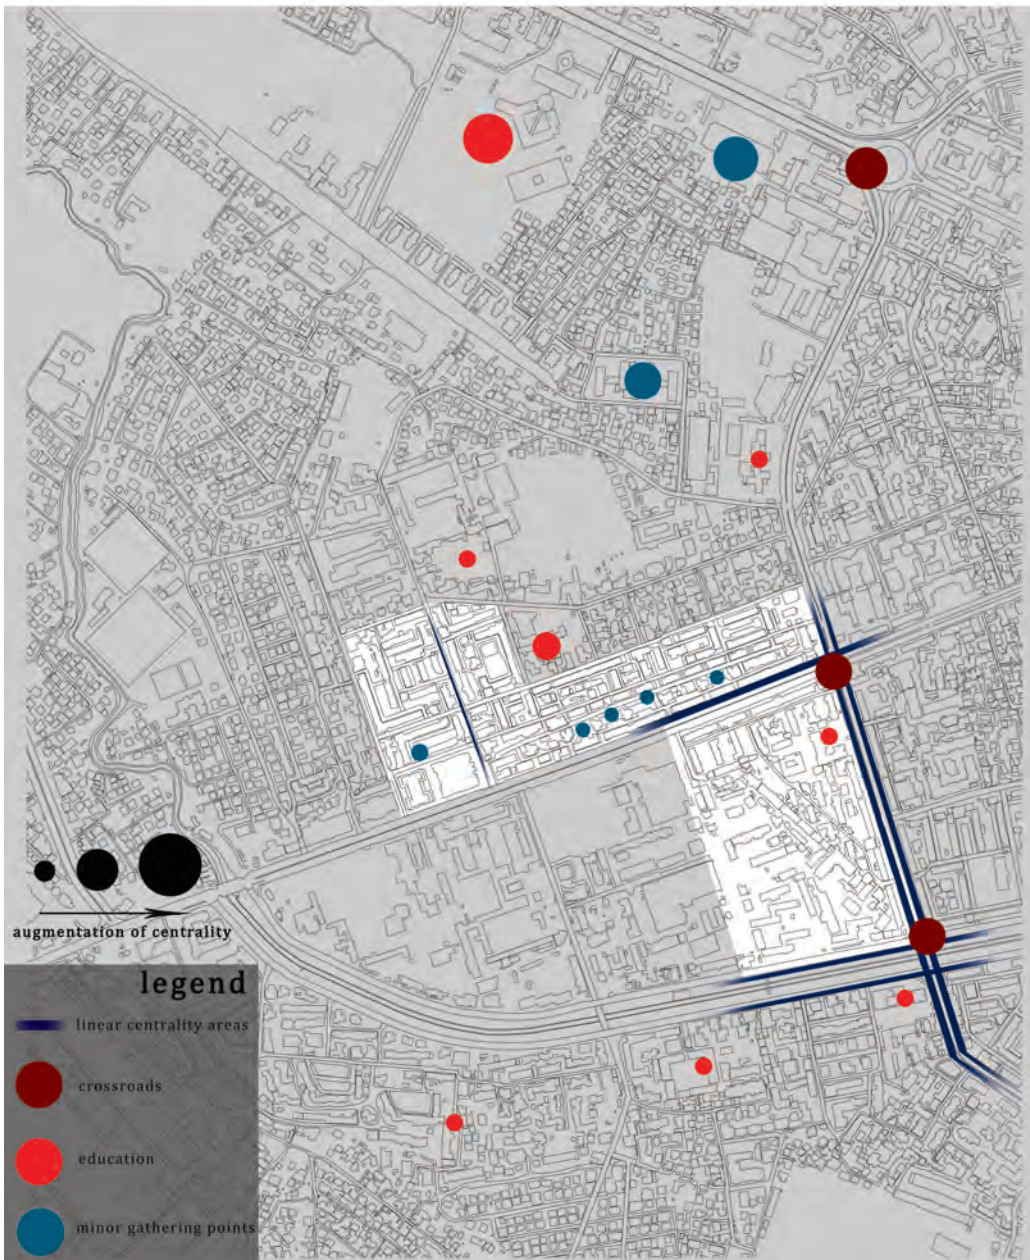 augmentation of centrality
legend
linear centrality areas
crossroads
education
minor gathering points